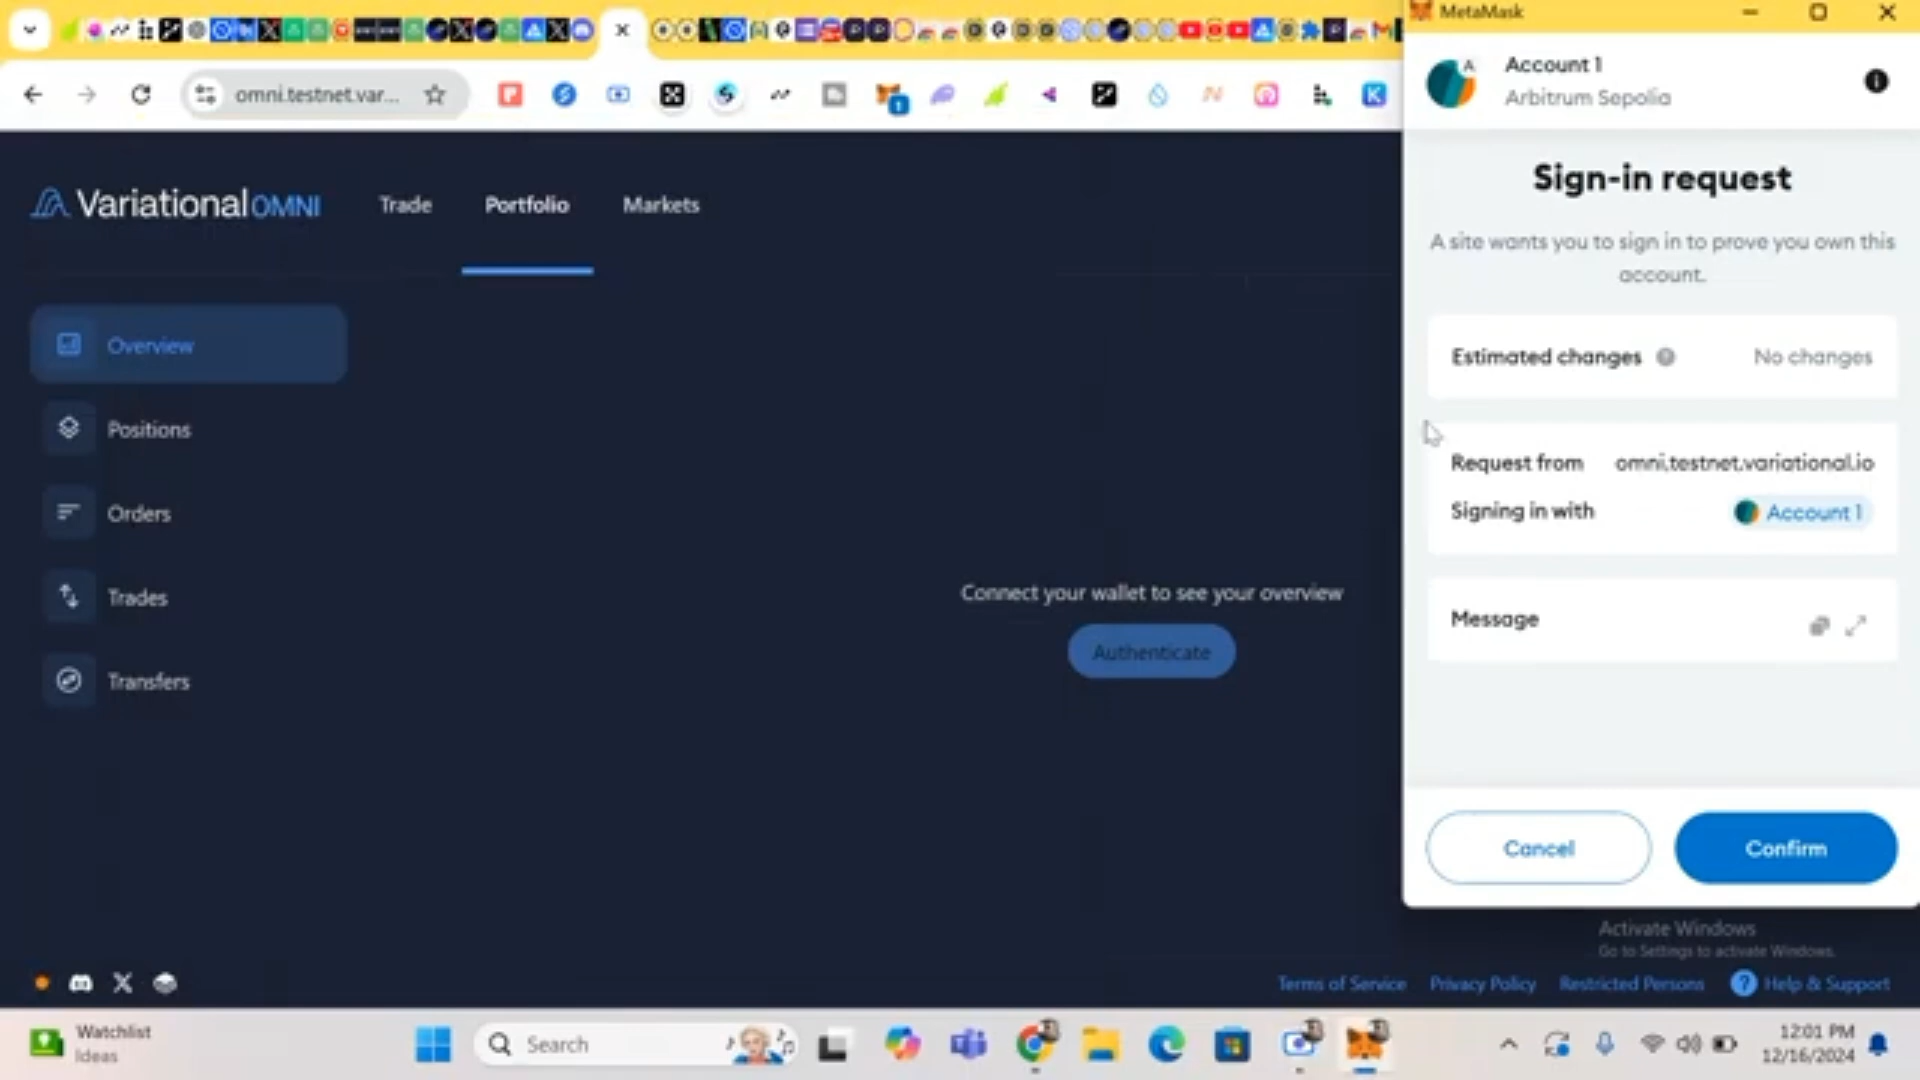 MetaMask
omni.testnet.var...
1
Account 1
Arbitrum Sepolia
A
Variational OMNI
Trade
Portfolio
Markets
Sign-in request
A site wants you to sign in to prove you own this
account.
Overview
Estimated changes
No changes
Positions
Request from
omni.testnet.variational.io
Orders
Signing in with
Account 1
Connect your wallet to see your overview
Trades
Message
Authenticate
Transfers
Cancel
Confirm
Activate Windows
Go to Settings to activate Windows.
Terms of Service
Privacy Policy
Restricted Persons
Help & Support
Watchlist
Ideas
Search
12:01 PM
12/16/2024